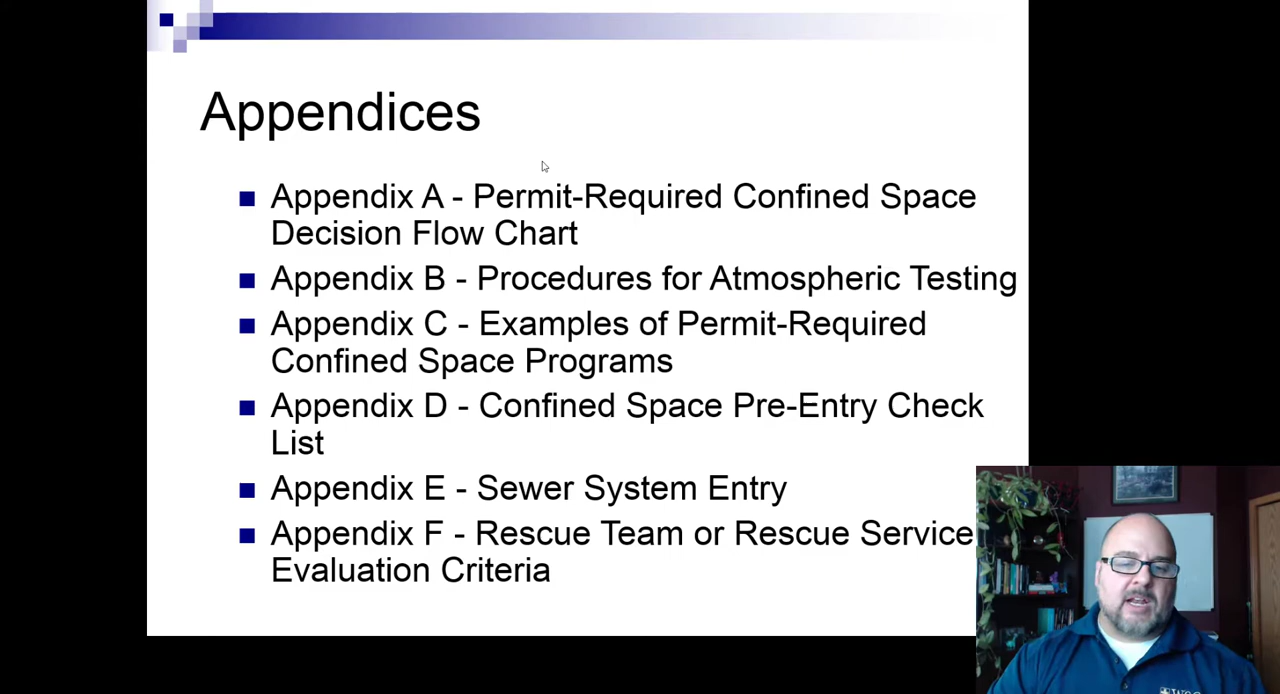 Appendices
Appendix A - Permit-Required Confined Space
Decision Flow Chart
Appendix B - Procedures for Atmospheric Testing
Appendix C - Examples of Permit-Required
Confined Space Programs
Appendix D - Confined Space Pre-Entry Check
List
Appendix E - Sewer System Entry
Appendix F - Rescue Team or Rescue Service
Evaluation Criteria